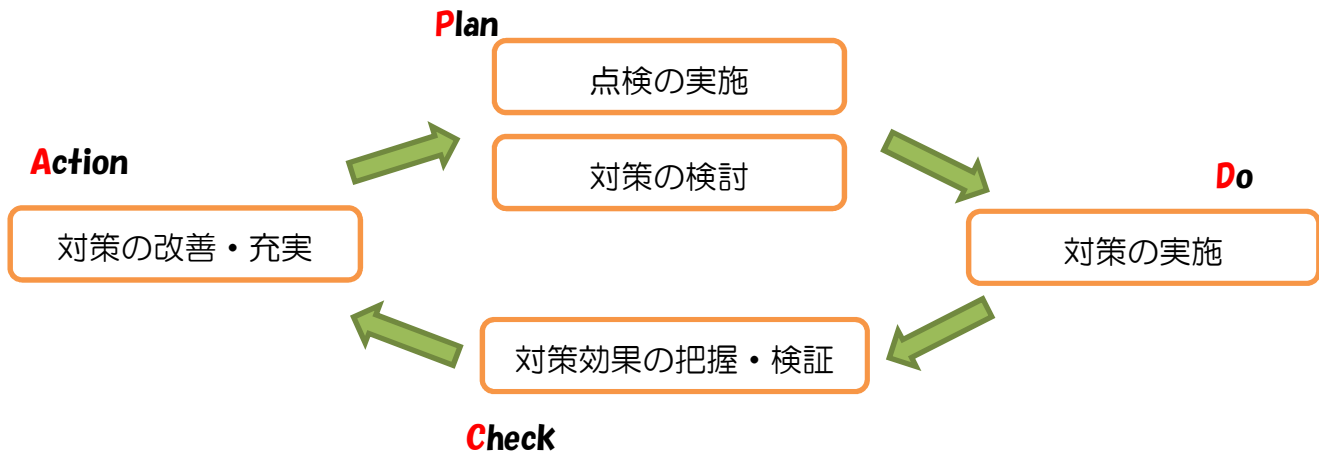 Plan
点検の実施
対策の検討
Do
対策の実施
Check
対策効果の把握・検証
Action
対策の改善・充実